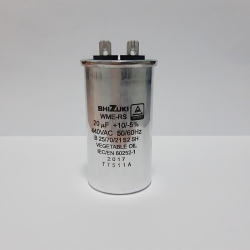 SHIZUKI
WME-RS
20 µF +10/-5%
440VAC 50/60Hz
B 25/70/21 S2 SH
VEGETABLE OIL
IEC/EN 60252-1
2017
T7511A